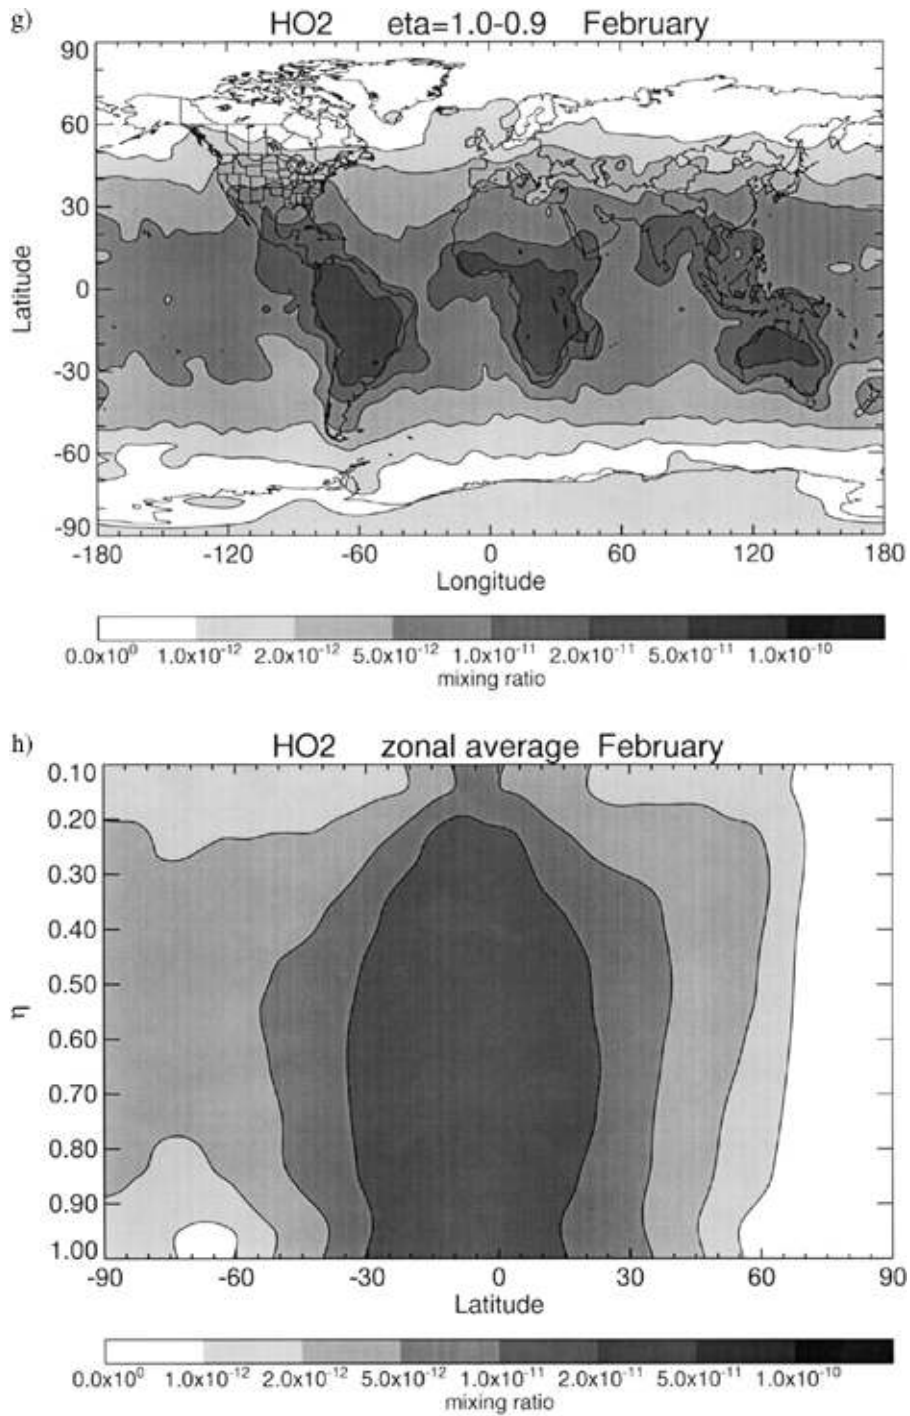 g)
HO2 eta=1.0-0.9 February
90
60
30
0
-30
-60
-90
Latitude
-180 -120 -60 0 60 120 180
Longitude
0.0x10⁰ 1.0x10⁻¹² 2.0x10⁻¹² 5.0x10⁻¹² 1.0x10⁻¹¹ 2.0x10⁻¹¹ 5.0x10⁻¹¹ 1.0x10⁻¹⁰
mixing ratio
h)
HO2 zonal average February
0.10
0.20
0.30
0.40
0.50
0.60
0.70
0.80
0.90
1.00
η
-90 -60 -30 0 30 60 90
Latitude
0.0x10⁰ 1.0x10⁻¹² 2.0x10⁻¹² 5.0x10⁻¹² 1.0x10⁻¹¹ 2.0x10⁻¹¹ 5.0x10⁻¹¹ 1.0x10⁻¹⁰
mixing ratio